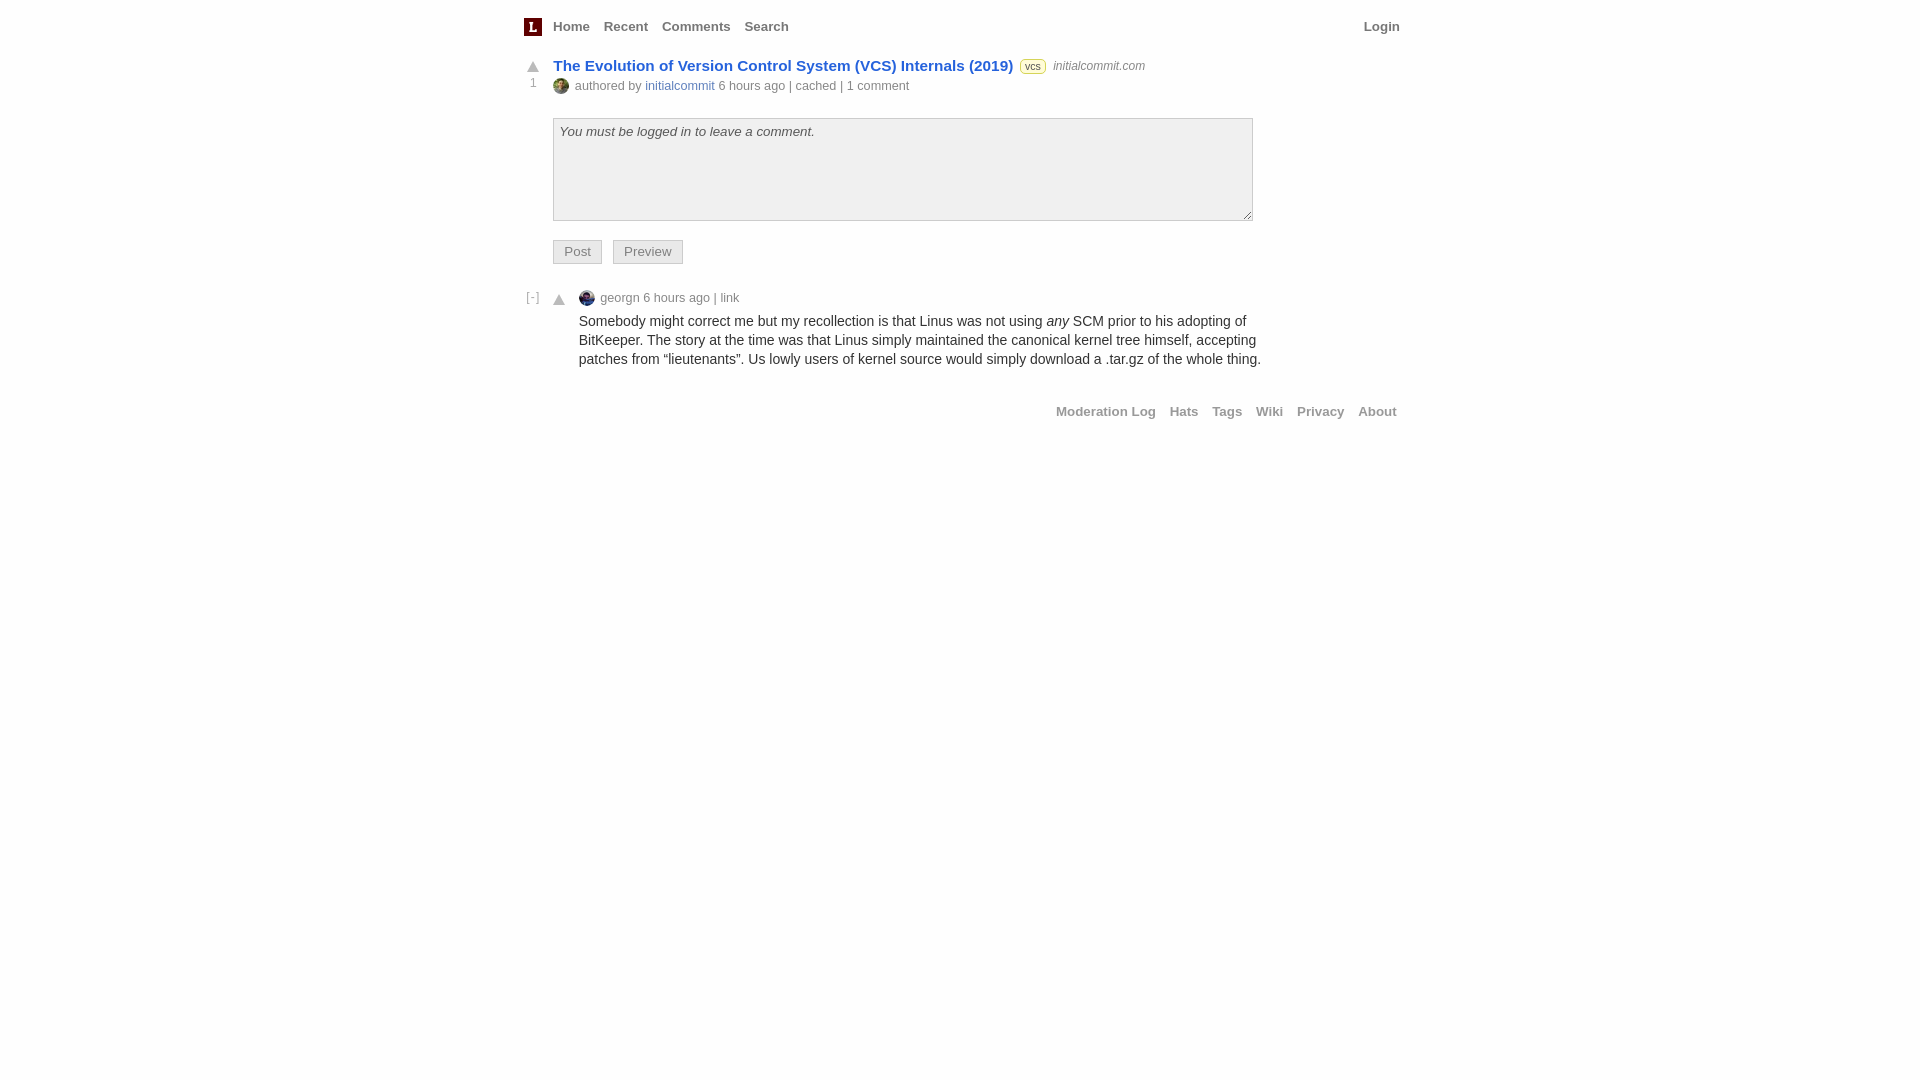 L Home Recent Comments Search Login
The Evolution of Version Control System (VCS) Internals (2019) vcs initialcommit.com
1
authored by initialcommit 6 hours ago | cached | 1 comment
You must be logged in to leave a comment.
Post Preview
[-] georgn 6 hours ago | link
Somebody might correct me but my recollection is that Linus was not using any SCM prior to his adopting of
BitKeeper. The story at the time was that Linus simply maintained the canonical kernel tree himself, accepting
patches from “lieutenants”. Us lowly users of kernel source would simply download a .tar.gz of the whole thing.
Moderation Log Hats Tags Wiki Privacy About